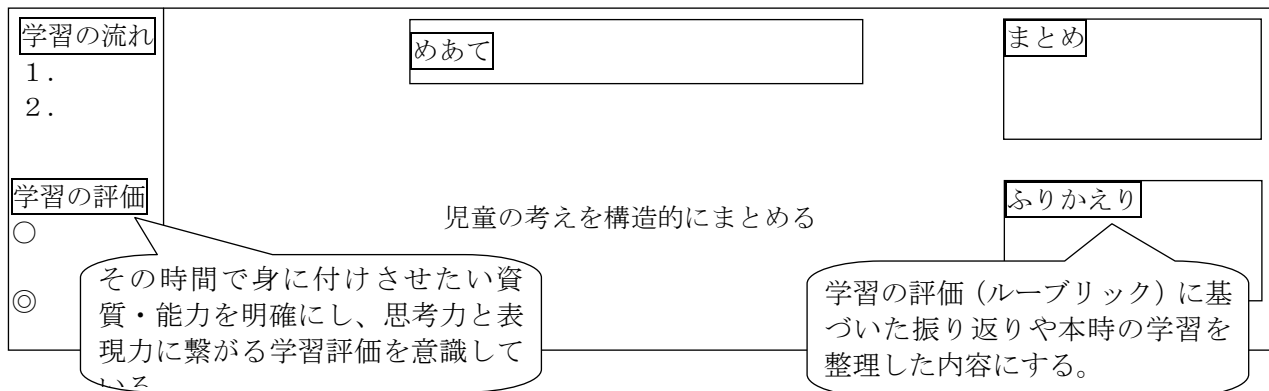 学習の流れ
1.
2.
めあて
まとめ
学習の評価
○
◎
児童の考えを構造的にまとめる
ふりかえり
その時間で身に付けさせたい資
質・能力を明確にし、思考力と表
現力に繋がる学習評価を意識して
いる
学習の評価(ルーブリック)に基
づいた振り返りや本時の学習を
整理した内容にする。